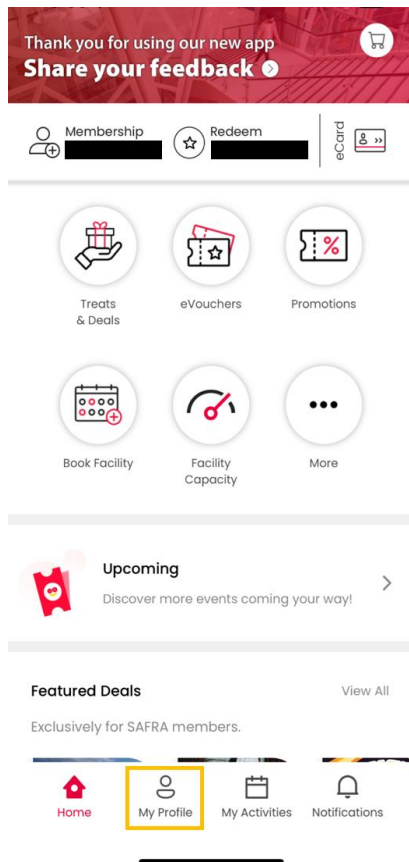 Thank you for using our new app
Share your feedback
Membership
Redeem
eCard
Treats
& Deals
eVouchers
Promotions
Book Facility
Facility
Capacity
More
Upcoming
Discover more events coming your way!
Featured Deals
View All
Exclusively for SAFRA members.
Home
My Profile
My Activities
Notifications